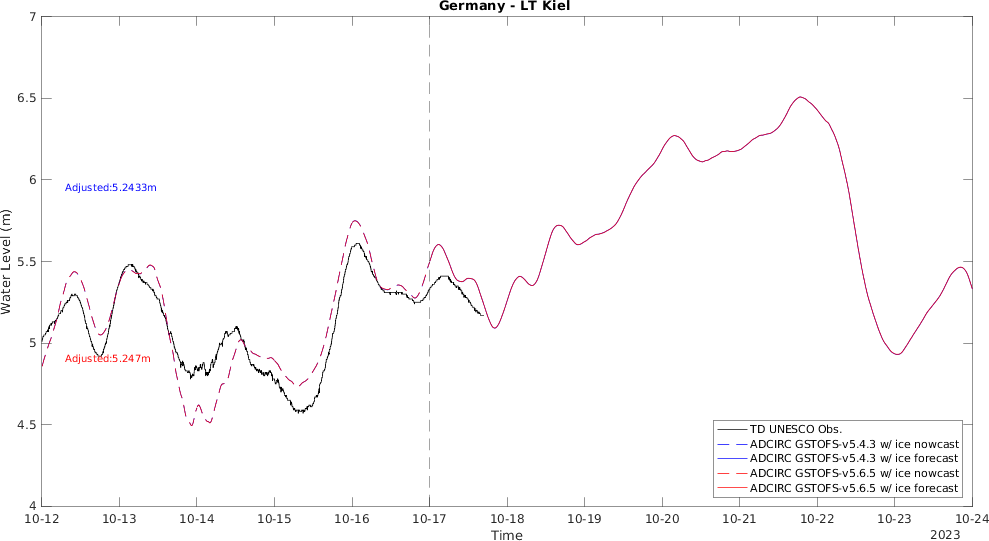 Germany - LT Kiel
7
6.5
6
5.5
5
4.5
4
Water Level (m)
Adjusted:5.2433m
Adjusted:5.247m
TD UNESCO Obs.
ADCIRC GSTOFS-v5.4.3 w/ ice nowcast
ADCIRC GSTOFS-v5.4.3 w/ ice forecast
ADCIRC GSTOFS-v5.6.5 w/ ice nowcast
ADCIRC GSTOFS-v5.6.5 w/ ice forecast
10-12 10-13 10-14 10-15 10-16 10-17 10-18 10-19 10-20 10-21 10-22 10-23 10-24
Time
2023